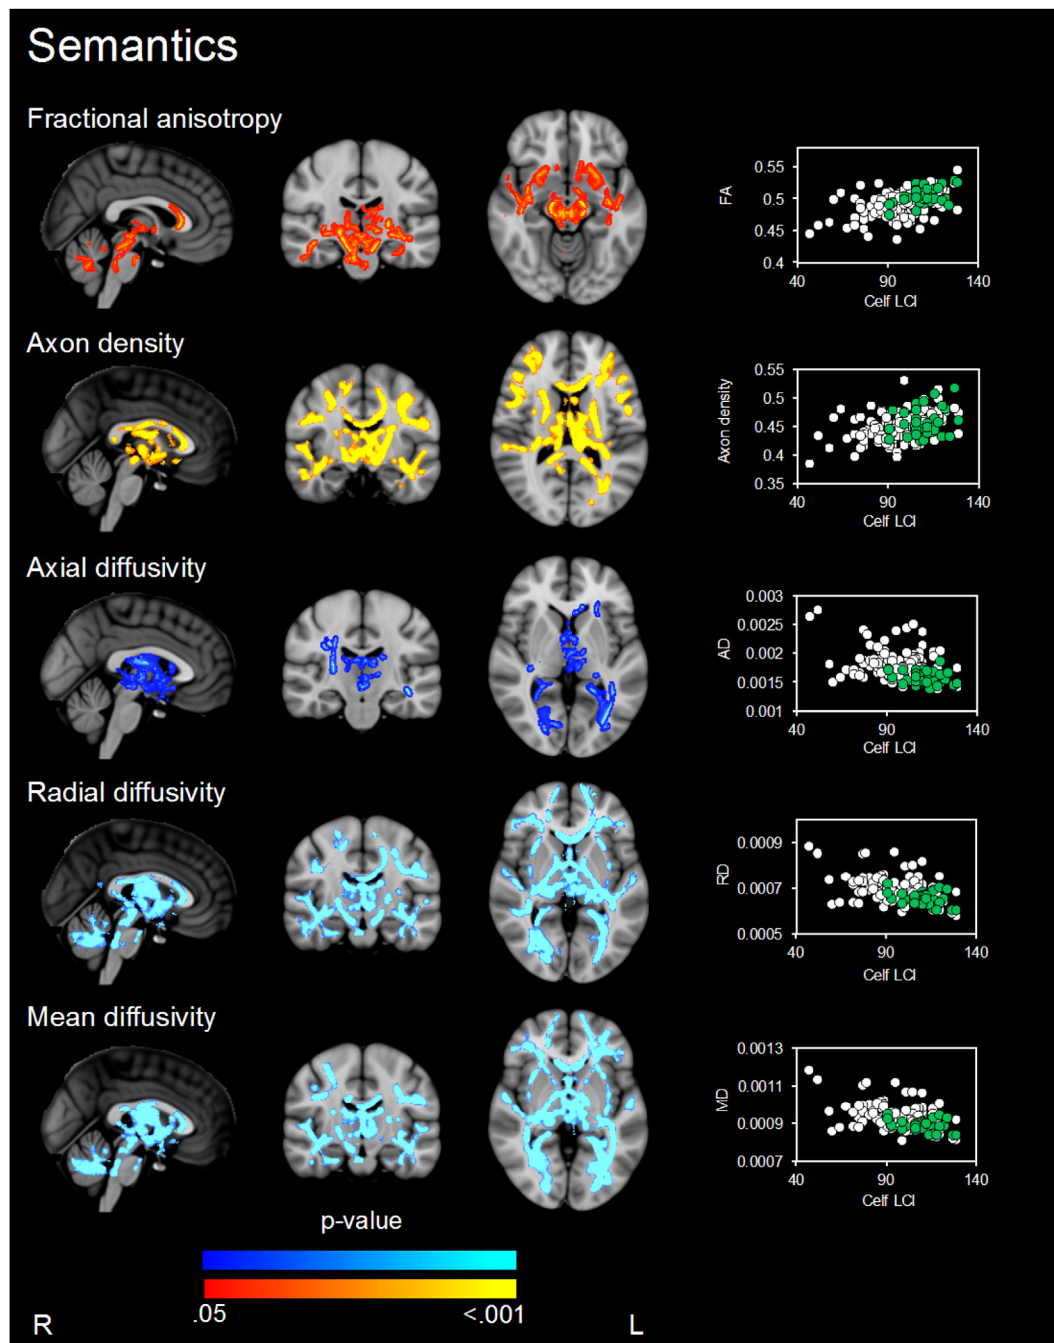 Semantics
Fractional anisotropy
0.55
0.5
0.45
0.4
FA
40 90 140
Celf LCI
Axon density
0.55
0.5
0.45
0.4
0.35
Axon density
40 90 140
Celf LCI
Axial diffusivity
0.003
0.0025
0.002
0.0015
0.001
AD
40 90 140
Celf LCI
Radial diffusivity
0.0009
0.0007
0.0005
RD
40 90 140
Celf LCI
Mean diffusivity
0.0013
0.0011
0.0009
0.0007
MD
40 90 140
Celf LCI
p-value
.05 <.001
R L